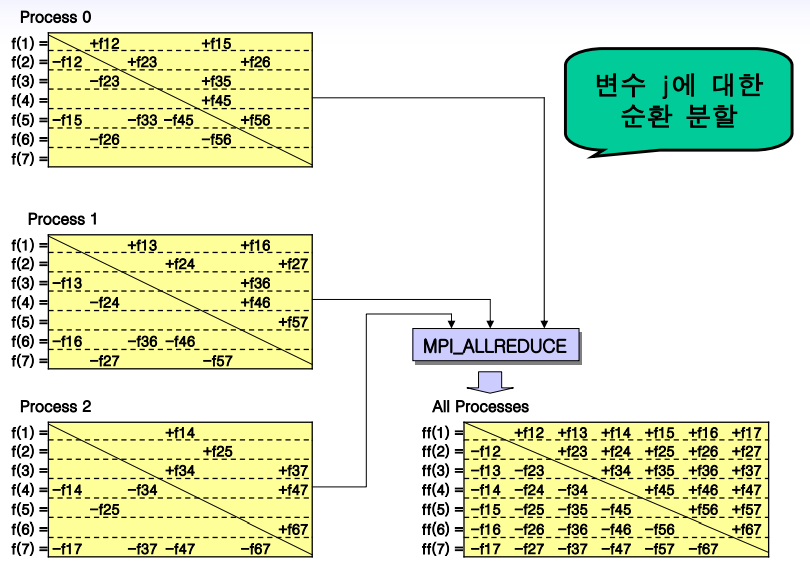 Process 0
f(1) = +f12 +f15
f(2) = −f12 +f23 +f26
f(3) = −f23 +f35
f(4) = +f45
f(5) = −f15 −f33 −f45 +f56
f(6) = −f26 −f56
f(7) =
변수 j에 대한
순환 분할
Process 1
f(1) = +f13 +f16
f(2) = +f24 +f27
f(3) = −f13 +f36
f(4) = −f24 +f46
f(5) = +f57
f(6) = −f16 −f36 −f46
f(7) = −f27 −f57
MPI_ALLREDUCE
Process 2
f(1) = +f14
f(2) = +f25
f(3) = +f34 +f37
f(4) = −f14 −f34 +f47
f(5) = −f25
f(6) = +f67
f(7) = −f17 −f37 −f47 −f67
All Processes
ff(1) = +f12 +f13 +f14 +f15 +f16 +f17
ff(2) = −f12 +f23 +f24 +f25 +f26 +f27
ff(3) = −f13 −f23 +f34 +f35 +f36 +f37
ff(4) = −f14 −f24 −f34 +f45 +f46 +f47
ff(5) = −f15 −f25 −f35 −f45 +f56 +f57
ff(6) = −f16 −f26 −f36 −f46 −f56 +f67
ff(7) = −f17 −f27 −f37 −f47 −f57 −f67